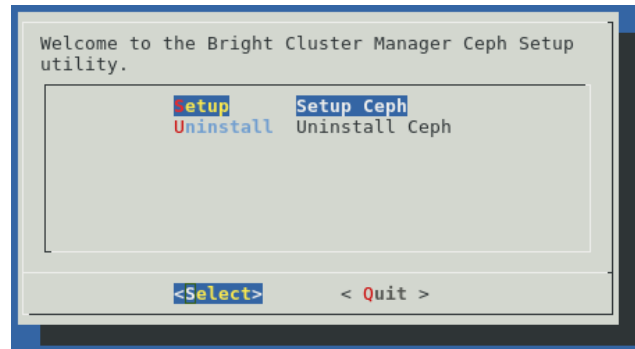 Welcome to the Bright Cluster Manager Ceph Setup
utility.
Setup Setup Ceph
Uninstall Uninstall Ceph
<Select> < Quit >